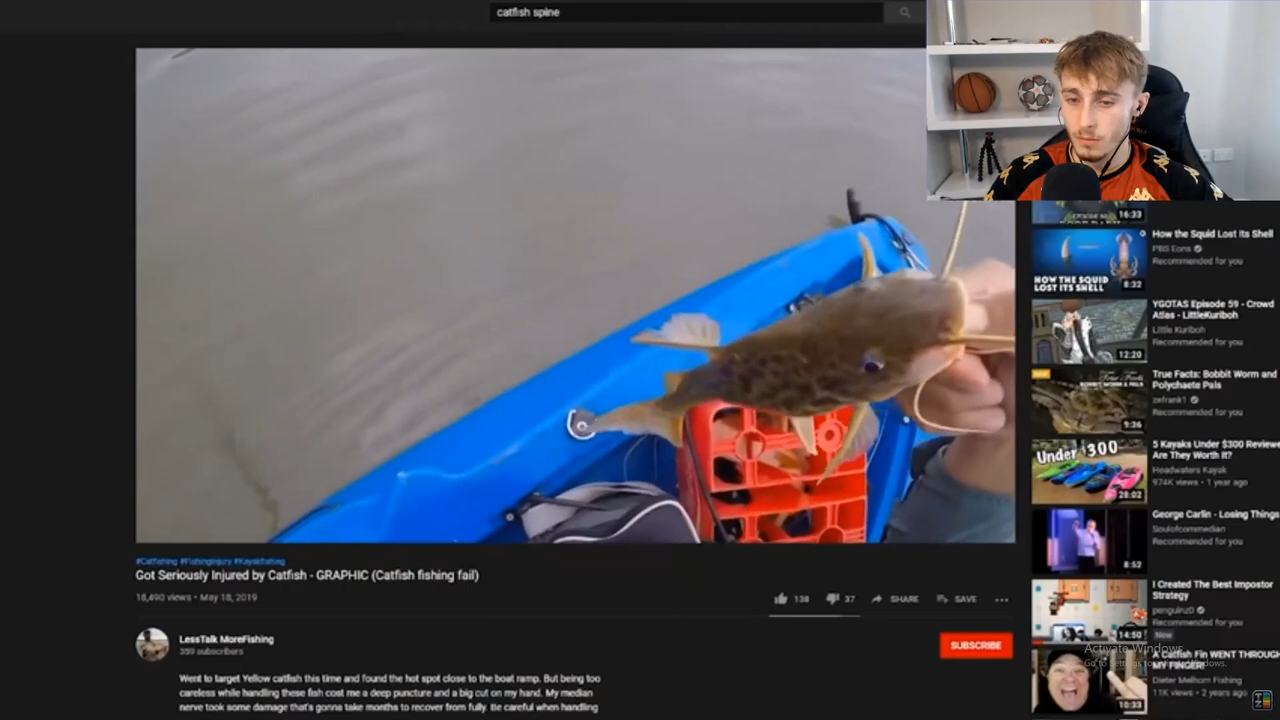 catfish spine
16:33
How the Squid Lost Its Shell
PBS Eons
Recommended for you
HOW THE SQUID
LOST ITS SHELL
8:32
YGOTAS Episode 59 - Crowd
Atlas - LittleKuriboh
Little Kuriboh
Recommended for you
12:20
True Facts: Bobbit Worm and
Polychaete Pals
zefrank1
Recommended for you
9:36
5 Kayaks Under $300 Reviewe
Are They Worth It?
Headwaters Kayak
974K views • 1 year ago
Under $300
28:02
George Carlin - Losing Things
Soulofcommedian
Recommended for you
8:52
I Created The Best Impostor
Strategy
penguinz0
Recommended for you
New
14:50
A Catfish Fin WENT THROUGH
MY FINGER!
Dieter Melhorn Fishing
11K views • 2 years ago
10:33
Activate Windows
Go to Settings to activate Windows.
#Catfishing #FishingInjury #Kayakfishing
Got Seriously Injured by Catfish - GRAPHIC (Catfish fishing fail)
18,490 views • May 18, 2019
138
37
SHARE
SAVE
LessTalk MoreFishing
359 subscribers
SUBSCRIBE
Went to target Yellow catfish this time and found the hot spot close to the boat ramp. But being too
careless while handling these fish cost me a deep puncture and a big cut on my hand. My median
nerve took some damage that's gonna take months to recover from fully. Be careful when handling